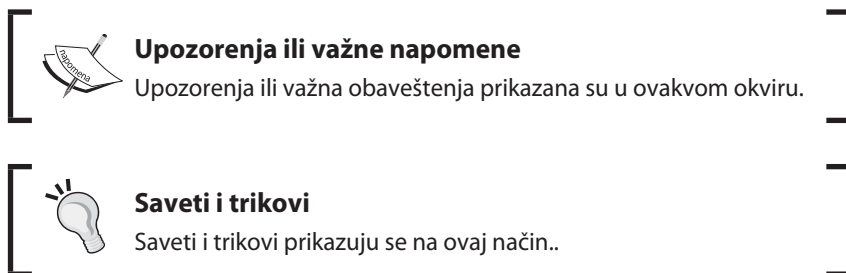 napomena
Upozorenja ili važne napomene
Upozorenja ili važna obaveštenja prikazana su u ovakvom okviru.
Saveti i trikovi
Saveti i trikovi prikazuju se na ovaj način..